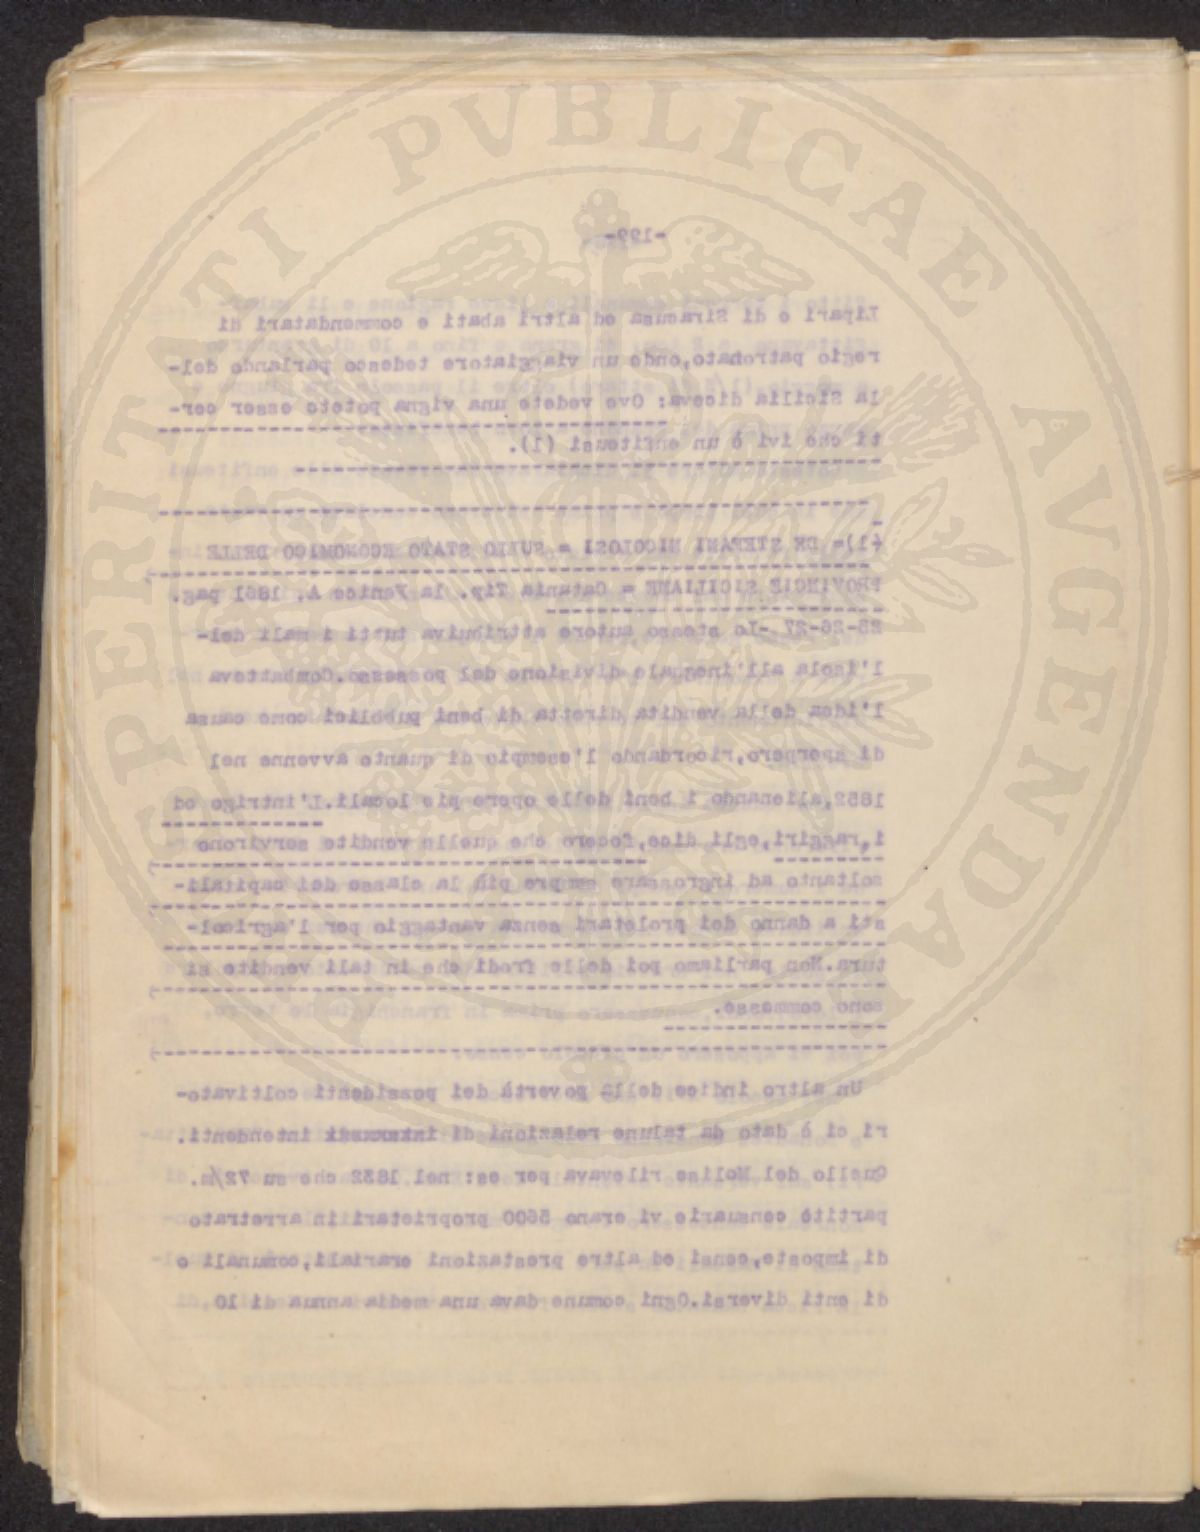 -199-
Lipari e di Siracusa ed altri abati e commendatari di
regio patronato,onde un viaggiatore tedesco parlando del-
la Sicilia diceva: Ove vedete una vigna potete esser cer-
ti che ivi è un enfiteusi (1).
(1)= DE STEFANI NICOLOSI = SULLO STATO ECONOMICO DELLE
PROVINCIE SICILIANE = Catania Tip. la Fenice A. 1861 pag.
25-26-27.-Lo stesso autore attribuiva tutti i mali del-
l'isola all'ineguale divisione del possesso.Combatteva
l'idea della vendita diretta di beni pubblici come causa
di sperpero,ricordando l'esempio di quanto avvenne nel
1852,alienando i beni delle opere pie locali.L'intrigo ed
i raggiri,egli dice,fecero che quelle vendite servirono
soltanto ad ingrossare sempre più la classe dei capitali-
sti a danno dei proletari senza vantaggio per l'agricol-
tura.Non parliamo poi delle frodi che in tali vendite si
sono commesse.
Un altro indice della povertà dei possidenti coltivato-
ri ci è dato da talune relazioni di intendenti.
Quello del Molise rilevava per es: nel 1832 che su 72/m.
partite censuarie vi erano 5600 proprietari in arretrato
di imposte,censi ed altre prestazioni erariali,comunali e
di enti diversi.Ogni comune dava una media annua di 10
PERITATI PVBLICAE AVGENDAE